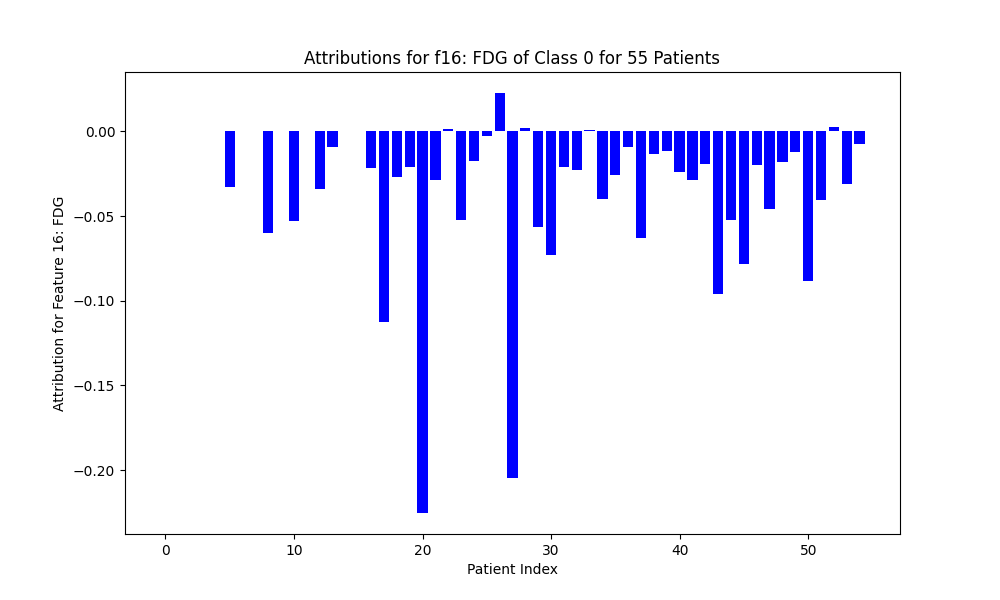 Attributions for f16: FDG of Class 0 for 55 Patients
Attribution for Feature 16: FDG
0.00
−0.05
−0.10
−0.15
−0.20
0 10 20 30 40 50
Patient Index